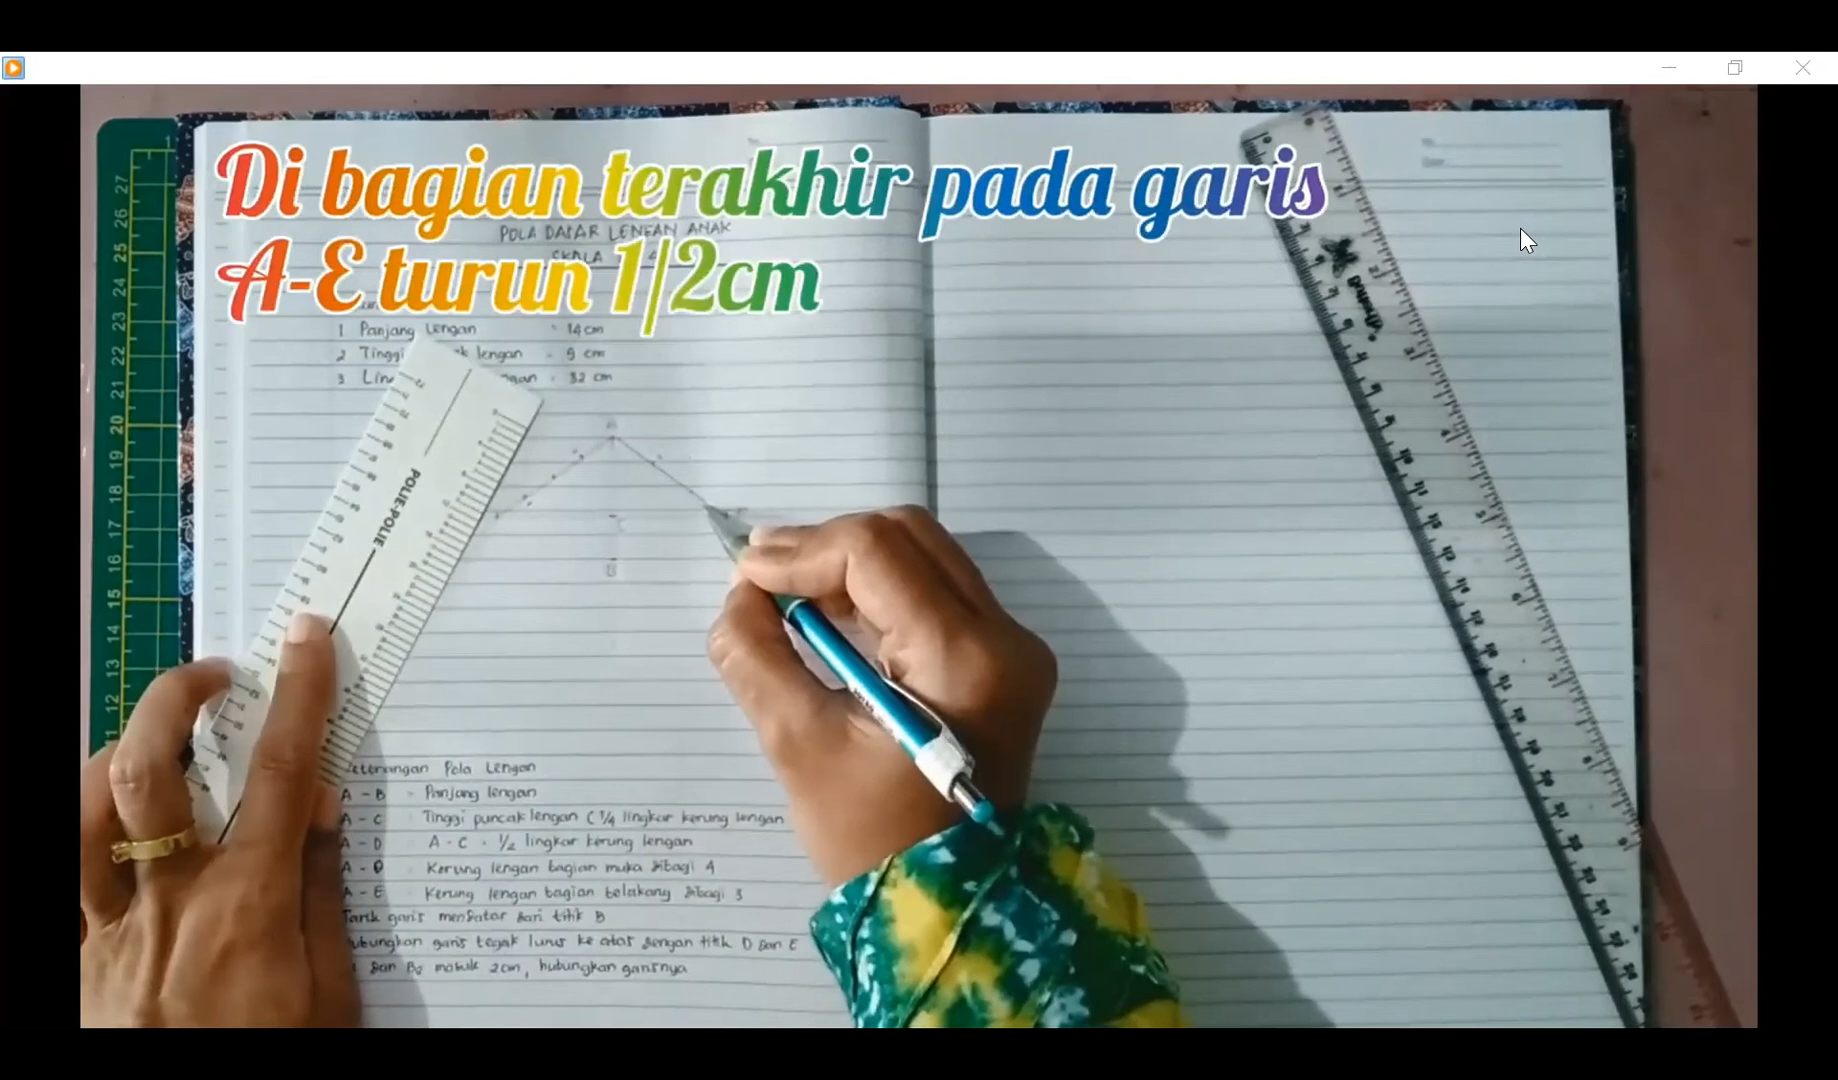 Di bagian terakhir pada garis
A-E turun 1/2cm
POLA DASAR LENGAN ANAK
SKALA
1 Panjang Lengan = 14 cm
2 Tinggi lengan = 9 cm
3 = 32 cm
POLIE-POLIE
A
B
Keterangan Pola Lengan
A - B = Panjang lengan
A - C Tinggi puncak lengan ( 1/4 lingkar kerung lengan
A - D A - C . 1/2 lingkar kerung lengan
A - D Kerung lengan bagian muka dibagi 4
A - E Kerung lengan bagian belakang dibagi 3
Tarik garis mendatar dari titik B
ubungkan garis tegak lurus ke atas dengan titik D dan E
dan B2 masuk 2cm, hubungkan garisnya
Butterfly